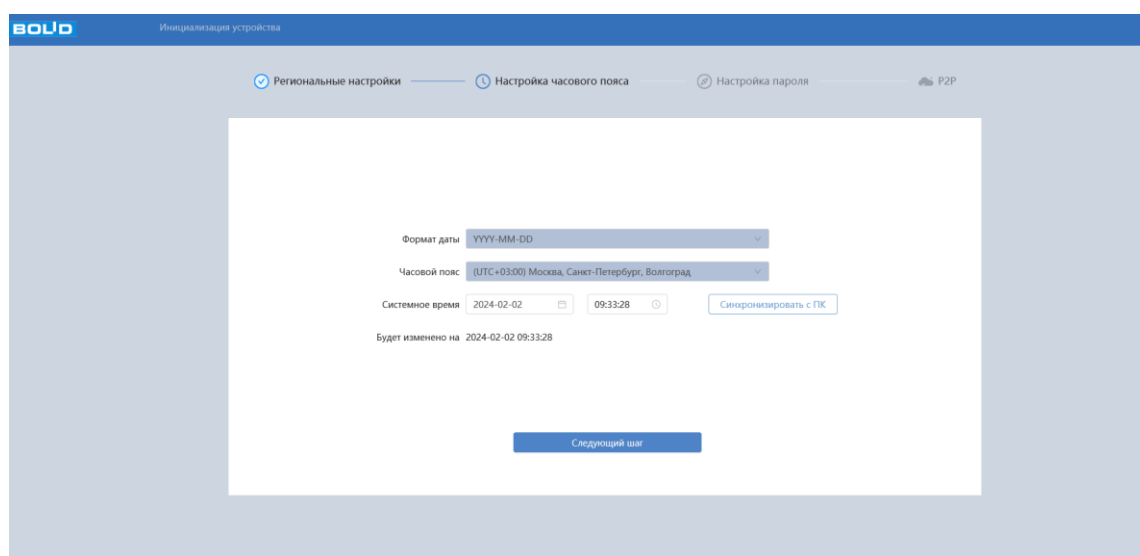 BOLID Инициализация устройства
Региональные настройки Настройка часового пояса Настройка пароля P2P
Формат даты YYYY-MM-DD
Часовой пояс (UTC+03:00) Москва, Санкт-Петербург, Волгоград
Системное время 2024-02-02 09:33:28 Синхронизировать с ПК
Будет изменено на 2024-02-02 09:33:28
Следующий шаг